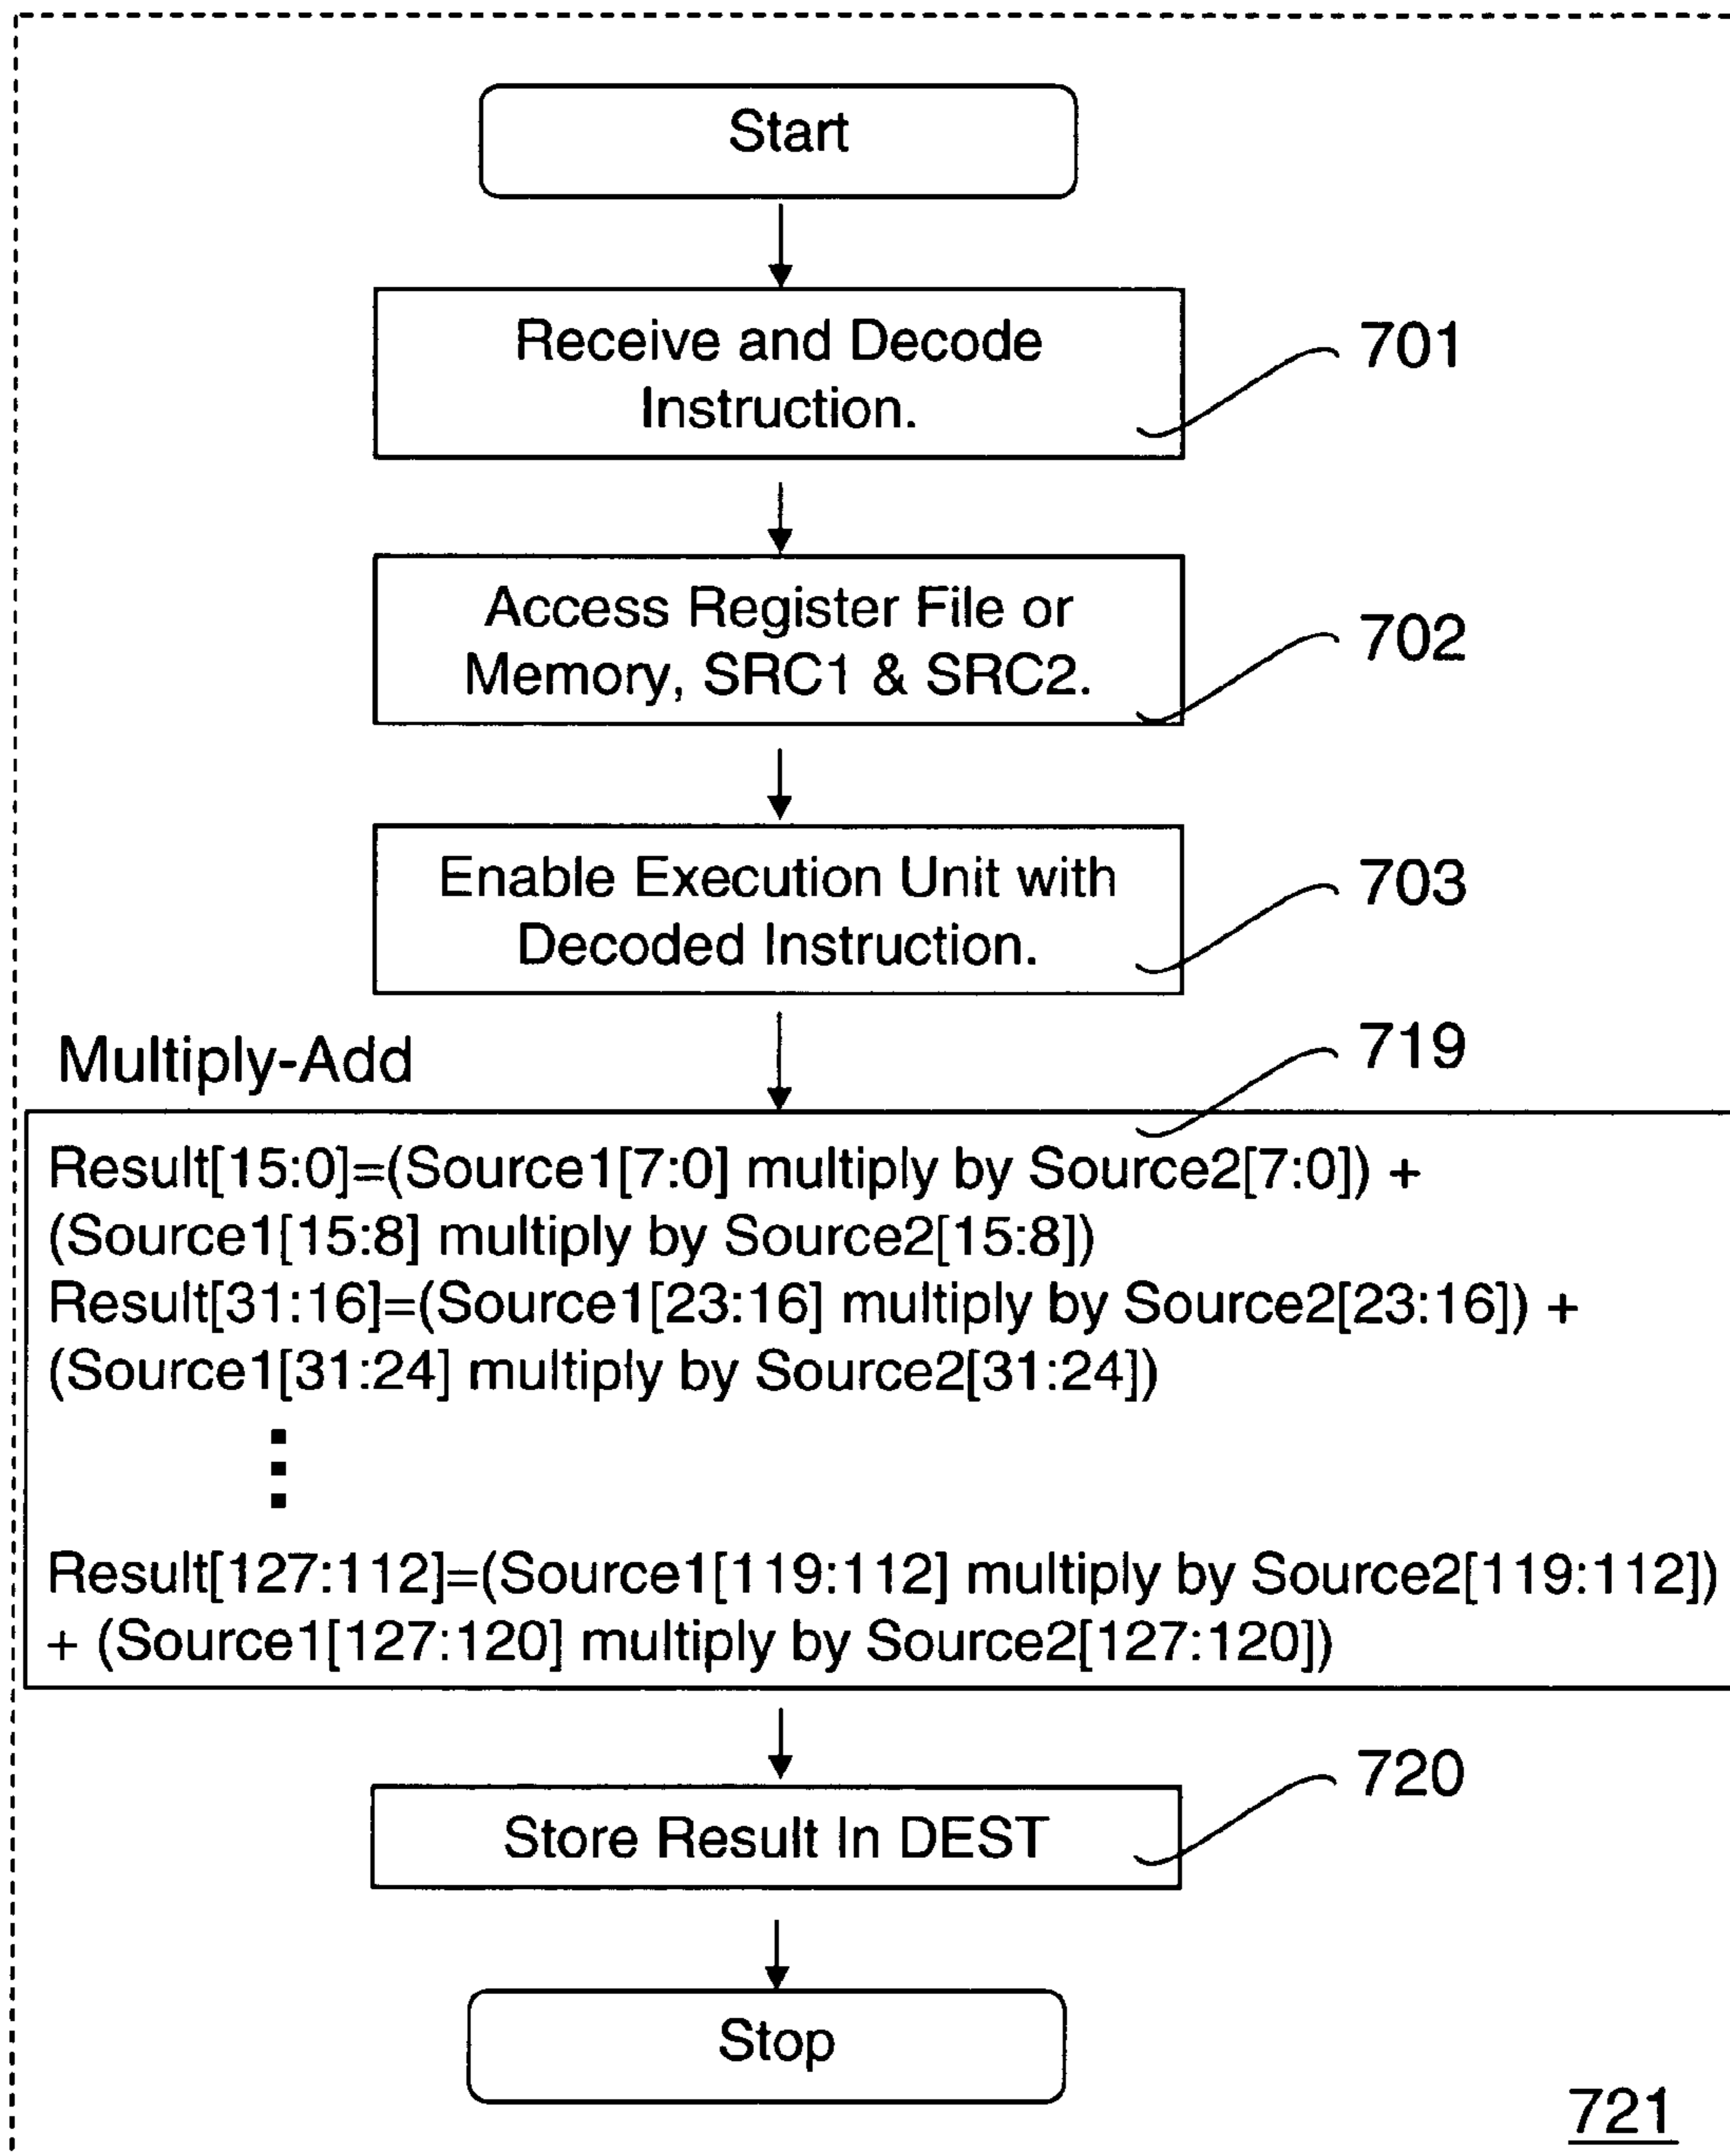 Start
Receive and Decode
Instruction.
701
Access Register File or
Memory, SRC1 & SRC2.
702
Enable Execution Unit with
Decoded Instruction.
703
Multiply-Add
719
Result[15:0]=(Source1[7:0] multiply by Source2[7:0]) +
(Source1[15:8] multiply by Source2[15:8])
Result[31:16]=(Source1[23:16] multiply by Source2[23:16]) +
(Source1[31:24] multiply by Source2[31:24])
Result[127:112]=(Source1[119:112] multiply by Source2[119:112])
+ (Source1[127:120] multiply by Source2[127:120])
720
Store Result In DEST
Stop
721